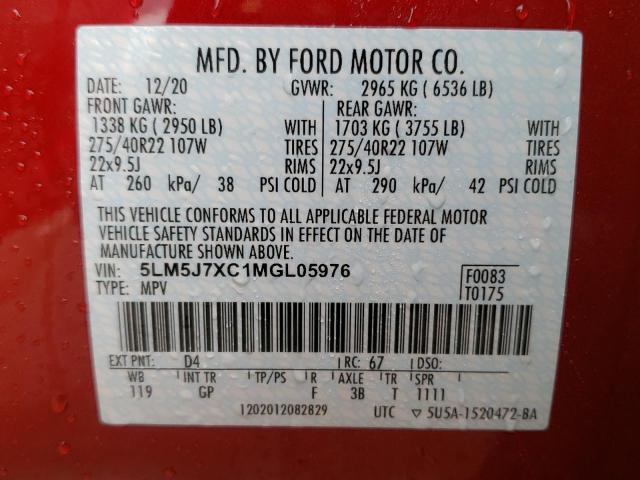 MFD. BY FORD MOTOR CO.
DATE: 12/20 GVWR: 2965 KG ( 6536 LB)
FRONT GAWR: REAR GAWR:
1338 KG ( 2950 LB) WITH 1703 KG ( 3755 LB) WITH
275/40R22 107W TIRES 275/40R22 107W TIRES
22x9.5J RIMS 22x9.5J RIMS
AT 260 kPa/ 38 PSI COLD AT 290 kPa/ 42 PSI COLD
THIS VEHICLE CONFORMS TO ALL APPLICABLE FEDERAL MOTOR
VEHICLE SAFETY STANDARDS IN EFFECT ON THE DATE OF
MANUFACTURE SHOWN ABOVE.
VIN: 5LM5J7XC1MGL05976 F0083
TYPE: MPV T0175
EXT PNT: D4 RC: 67 DSO:
WB INT TR TP/PS R AXLE TR SPR
119 GP F 3B T 1111
1202012082829 UTC ▽ 5U5A-1520472-BA